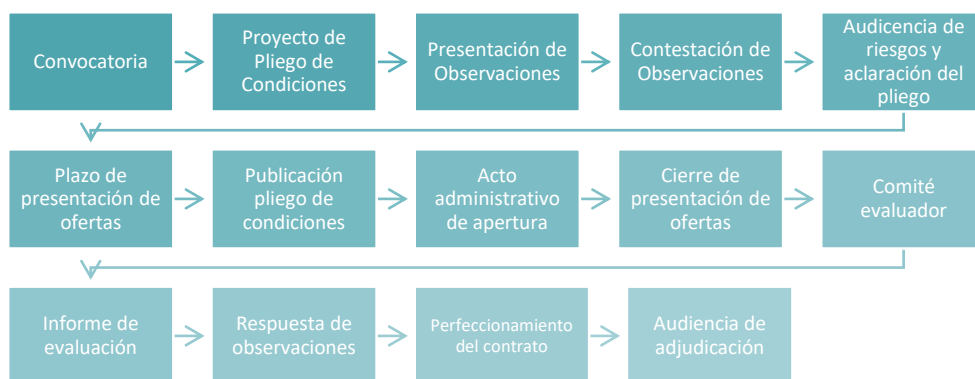 Convocatoria
Proyecto de
Pliego de
Condiciones
Presentación de
Observaciones
Contestación de
Observaciones
Audicencia de
riesgos y
aclaración del
pliego
Plazo de
presentación de
ofertas
Publicación
pliego de
condiciones
Acto
administrativo
de apertura
Cierre de
presentación de
ofertas
Comité
evaluador
Informe de
evaluación
Respuesta de
observaciones
Perfeccionamiento
del contrato
Audiencia de
adjudicación